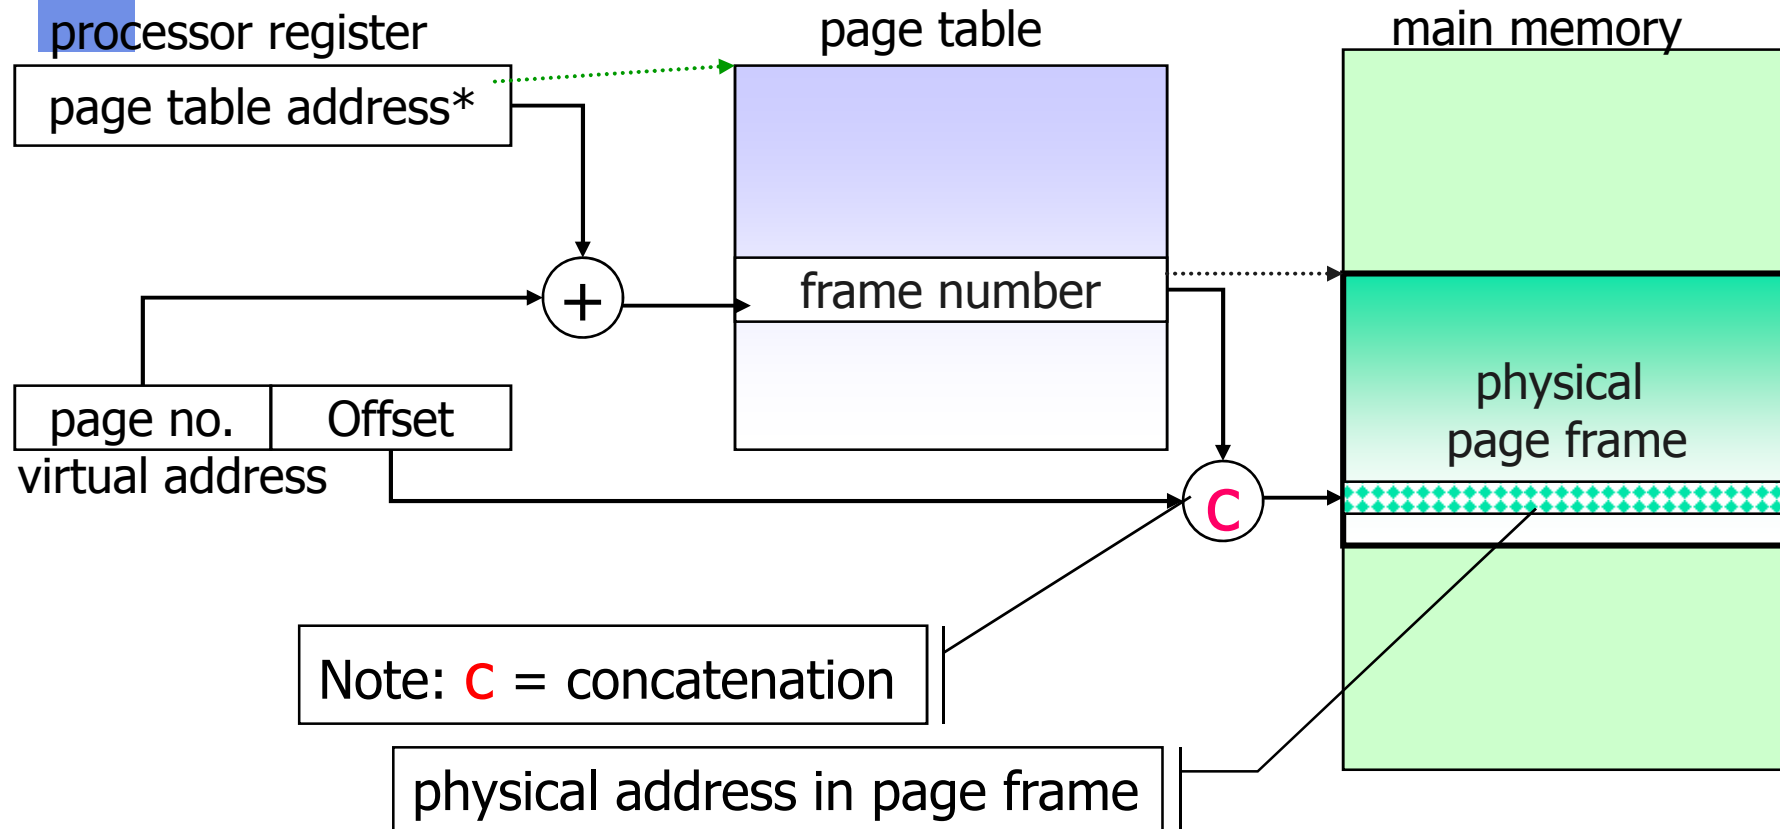 processor register
page table
main memory
page table address*
+
frame number
physical
page frame
page no.
Offset
virtual address
c
Note: c = concatenation
physical address in page frame